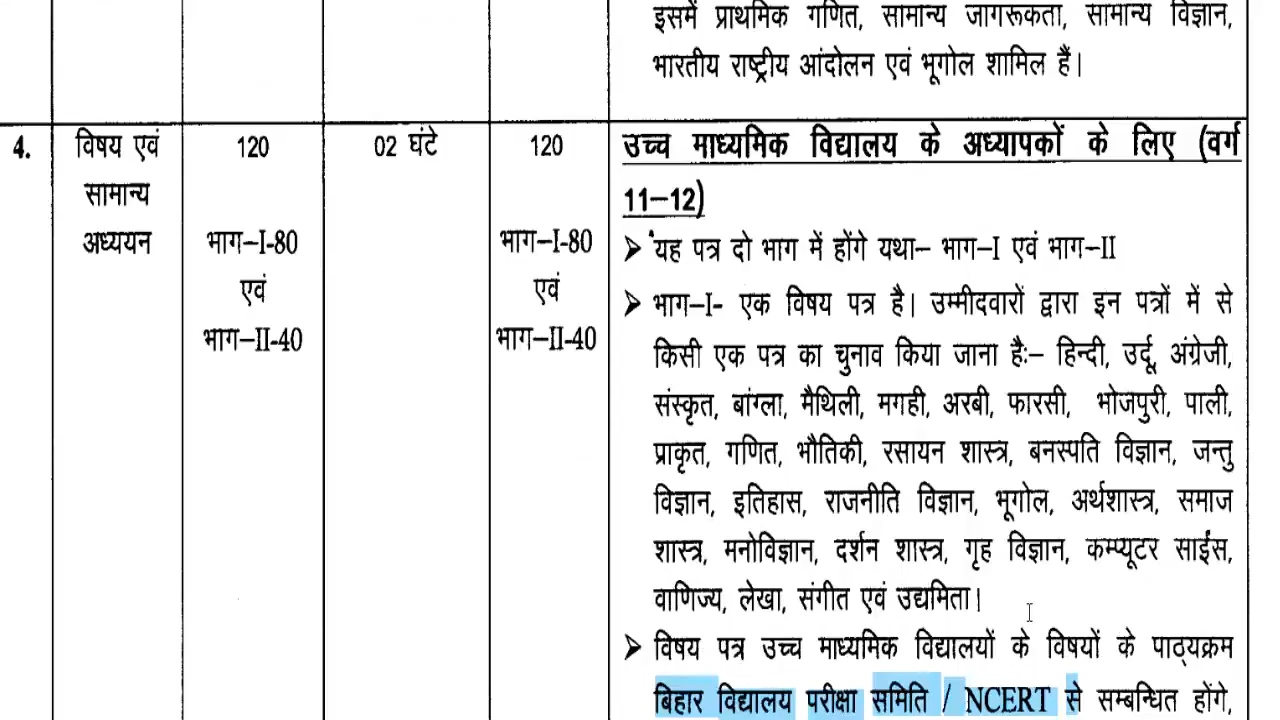 इसमें प्राथमिक गणित, सामान्य जागरूकता, सामान्य विज्ञान,
भारतीय राष्ट्रीय आंदोलन एवं भूगोल शामिल हैं।
4.
विषय एवं
सामान्य
अध्ययन
120
भाग–I-80
एवं
भाग–II-40
02 घंटे
120
भाग–I-80
एवं
भाग–II-40
उच्च माध्यमिक विद्यालय के अध्यापकों के लिए (वर्ग
11–12)
➢ यह पत्र दो भाग में होंगे यथा– भाग–I एवं भाग–II
➢ भाग–I- एक विषय पत्र है। उम्मीदवारों द्वारा इन पत्रों में से
किसी एक पत्र का चुनाव किया जाना हैः– हिन्दी, उर्दू, अंग्रेजी,
संस्कृत, बांग्ला, मैथिली, मगही, अरबी, फारसी, भोजपुरी, पाली,
प्राकृत, गणित, भौतिकी, रसायन शास्त्र, बनस्पति विज्ञान, जन्तु
विज्ञान, इतिहास, राजनीति विज्ञान, भूगोल, अर्थशास्त्र, समाज
शास्त्र, मनोविज्ञान, दर्शन शास्त्र, गृह विज्ञान, कम्प्यूटर साईंस,
वाणिज्य, लेखा, संगीत एवं उद्यमिता।
➢ विषय पत्र उच्च माध्यमिक विद्यालयों के विषयों के पाठ्यक्रम
बिहार विद्यालय परीक्षा समिति / NCERT से सम्बन्धित होंगे,